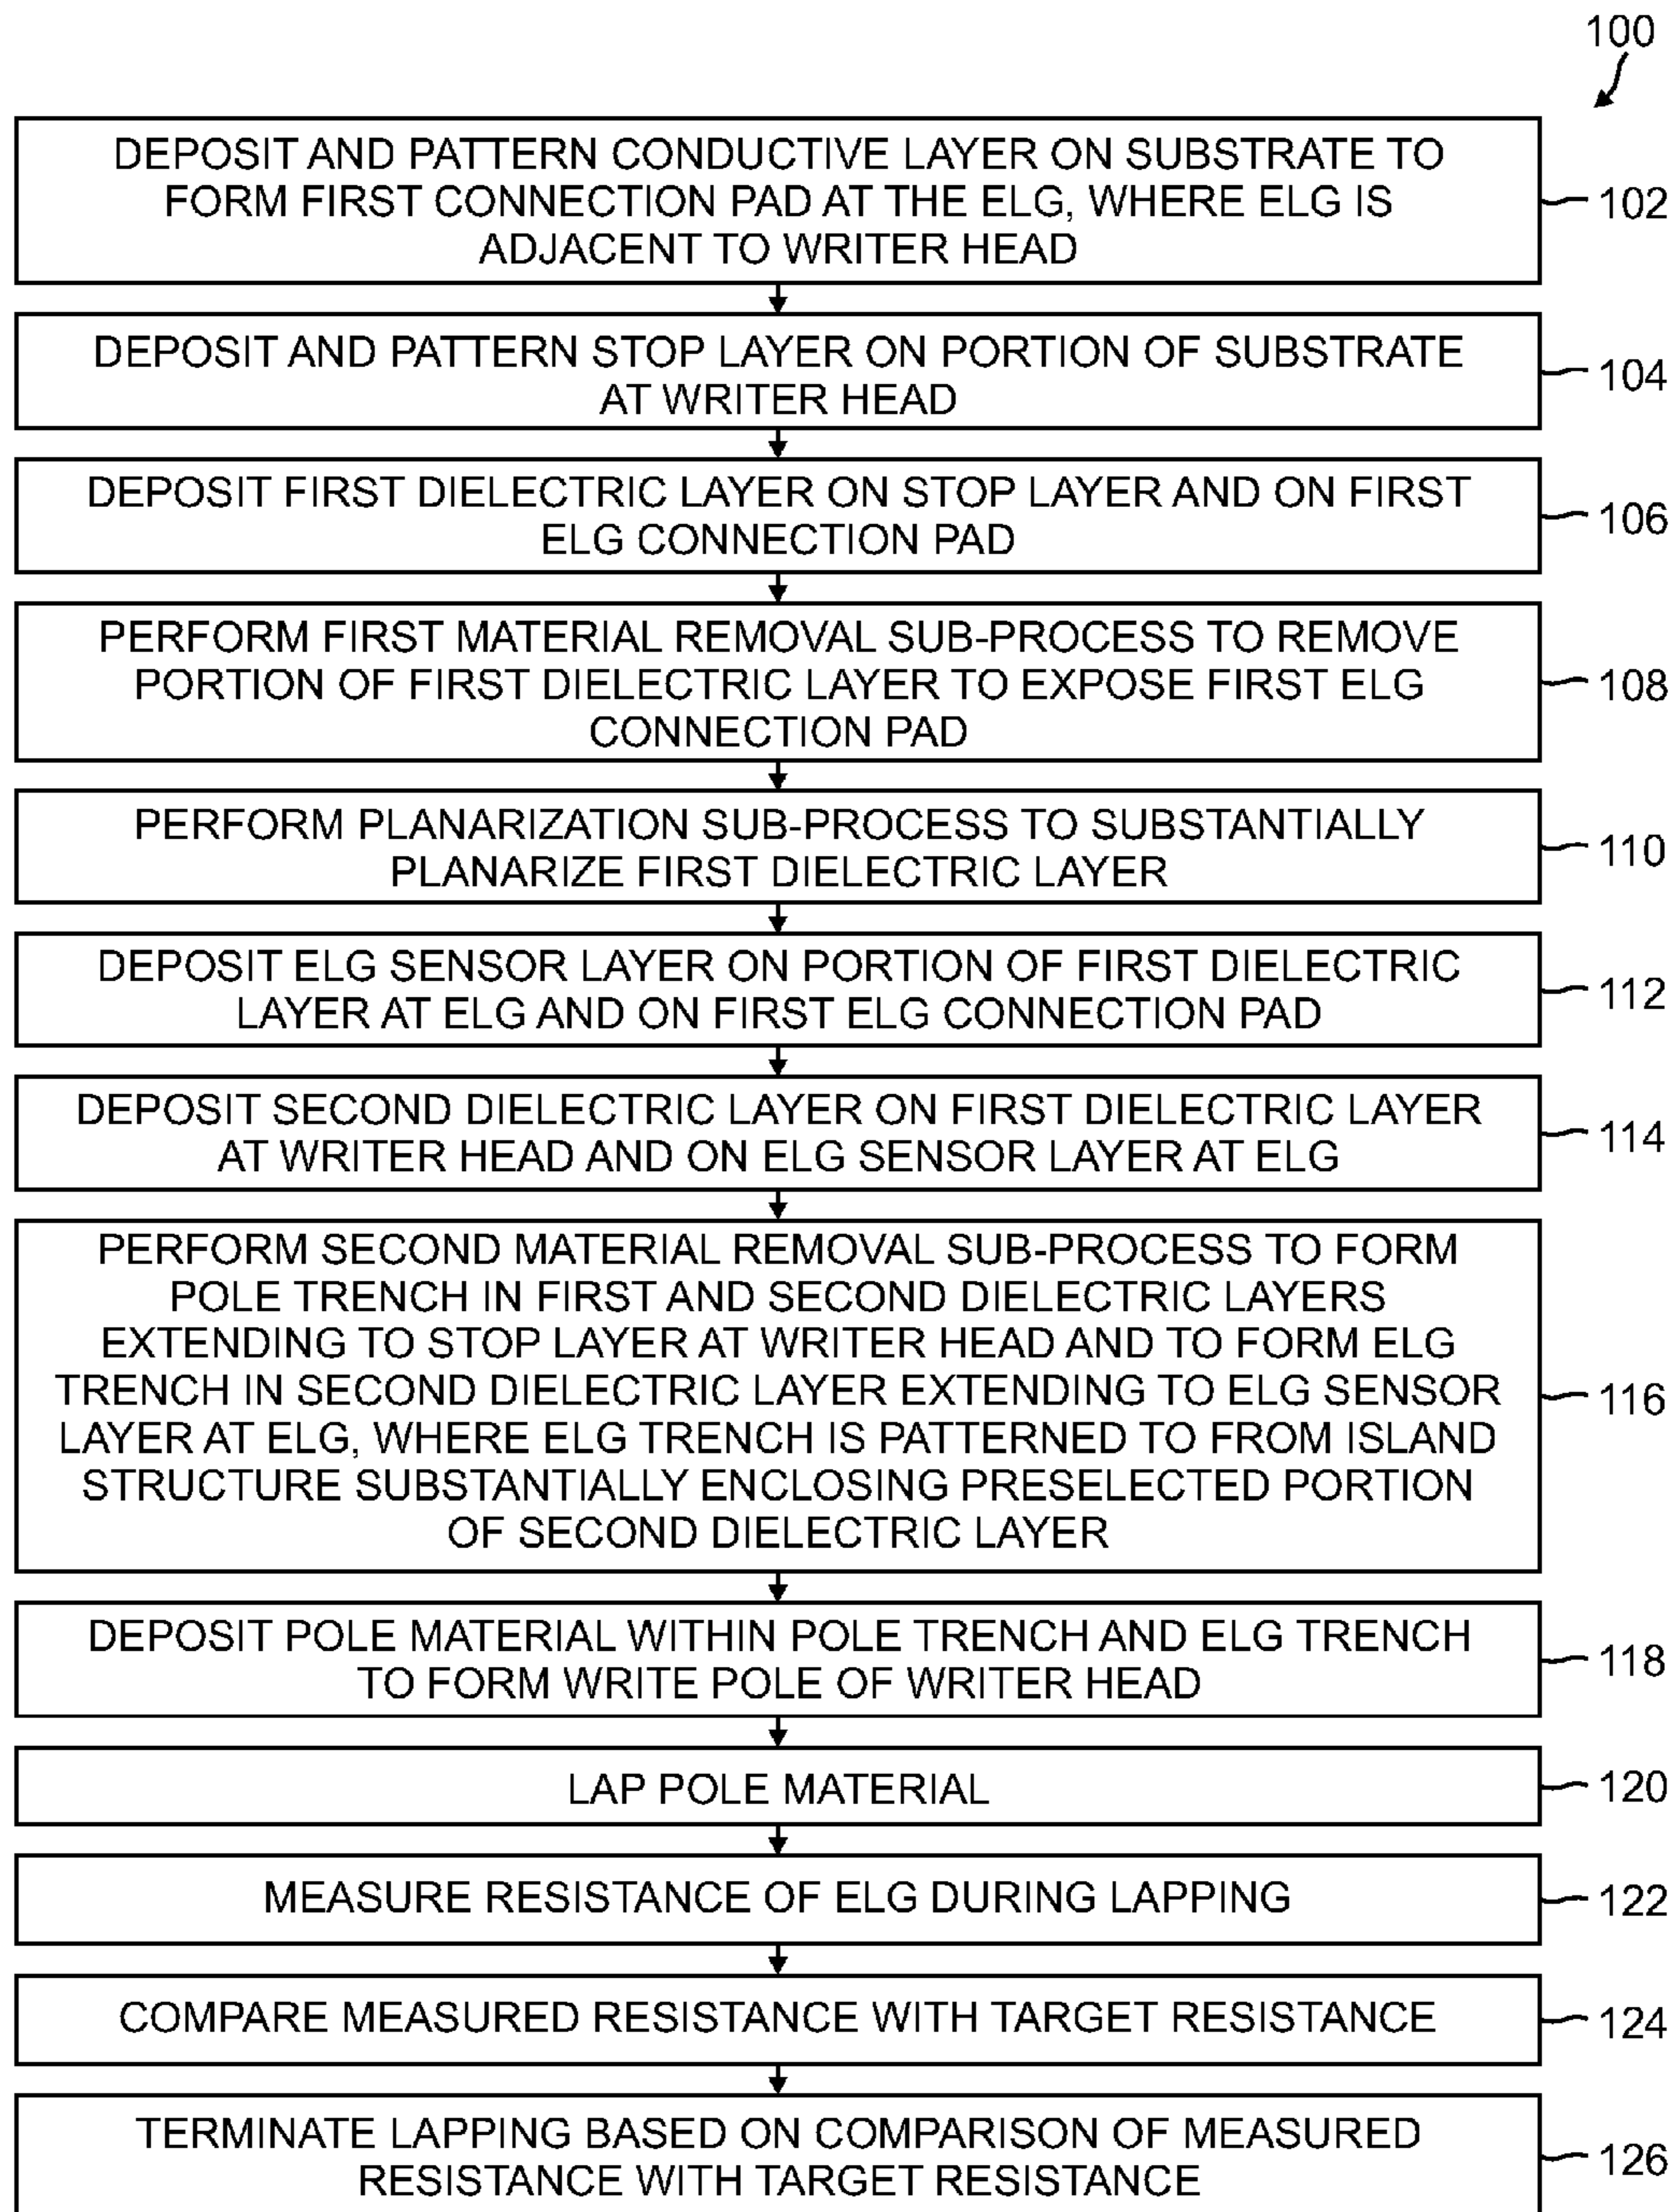 100
DEPOSIT AND PATTERN CONDUCTIVE LAYER ON SUBSTRATE TO
FORM FIRST CONNECTION PAD AT THE ELG, WHERE ELG IS
ADJACENT TO WRITER HEAD
102
DEPOSIT AND PATTERN STOP LAYER ON PORTION OF SUBSTRATE
AT WRITER HEAD
104
DEPOSIT FIRST DIELECTRIC LAYER ON STOP LAYER AND ON FIRST
ELG CONNECTION PAD
106
PERFORM FIRST MATERIAL REMOVAL SUB-PROCESS TO REMOVE
PORTION OF FIRST DIELECTRIC LAYER TO EXPOSE FIRST ELG
CONNECTION PAD
108
PERFORM PLANARIZATION SUB-PROCESS TO SUBSTANTIALLY
PLANARIZE FIRST DIELECTRIC LAYER
110
DEPOSIT ELG SENSOR LAYER ON PORTION OF FIRST DIELECTRIC
LAYER AT ELG AND ON FIRST ELG CONNECTION PAD
112
DEPOSIT SECOND DIELECTRIC LAYER ON FIRST DIELECTRIC LAYER
AT WRITER HEAD AND ON ELG SENSOR LAYER AT ELG
114
PERFORM SECOND MATERIAL REMOVAL SUB-PROCESS TO FORM
POLE TRENCH IN FIRST AND SECOND DIELECTRIC LAYERS
EXTENDING TO STOP LAYER AT WRITER HEAD AND TO FORM ELG
TRENCH IN SECOND DIELECTRIC LAYER EXTENDING TO ELG SENSOR
LAYER AT ELG, WHERE ELG TRENCH IS PATTERNED TO FROM ISLAND
STRUCTURE SUBSTANTIALLY ENCLOSING PRESELECTED PORTION
OF SECOND DIELECTRIC LAYER
116
DEPOSIT POLE MATERIAL WITHIN POLE TRENCH AND ELG TRENCH
TO FORM WRITE POLE OF WRITER HEAD
118
LAP POLE MATERIAL
120
MEASURE RESISTANCE OF ELG DURING LAPPING
122
COMPARE MEASURED RESISTANCE WITH TARGET RESISTANCE
124
TERMINATE LAPPING BASED ON COMPARISON OF MEASURED
RESISTANCE WITH TARGET RESISTANCE
126